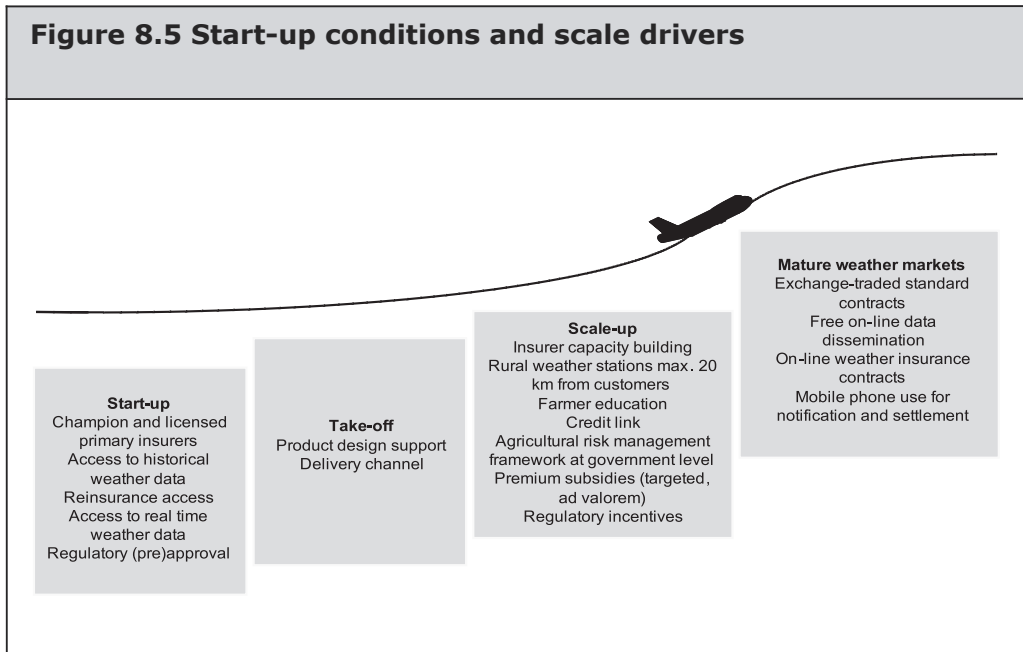 Figure 8.5 Start-up conditions and scale drivers
Start-up
Champion and licensed
primary insurers
Access to historical
weather data
Reinsurance access
Access to real time
weather data
Regulatory (pre)approval
Take-off
Product design support
Delivery channel
Scale-up
Insurer capacity building
Rural weather stations max. 20
km from customers
Farmer education
Credit link
Agricultural risk management
framework at government level
Premium subsidies (targeted,
ad valorem)
Regulatory incentives
Mature weather markets
Exchange-traded standard
contracts
Free on-line data
dissemination
On-line weather insurance
contracts
Mobile phone use for
notification and settlement